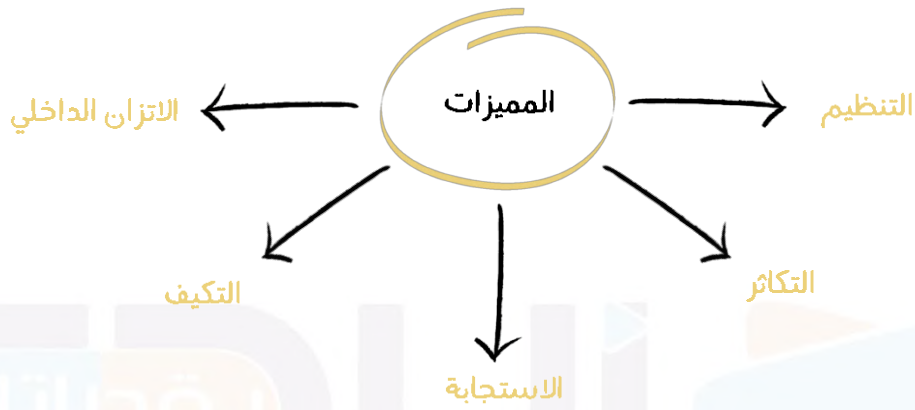 المميزات
التنظيم
الاتزان الداخلي
التكاثر
التكيف
الاستجابة